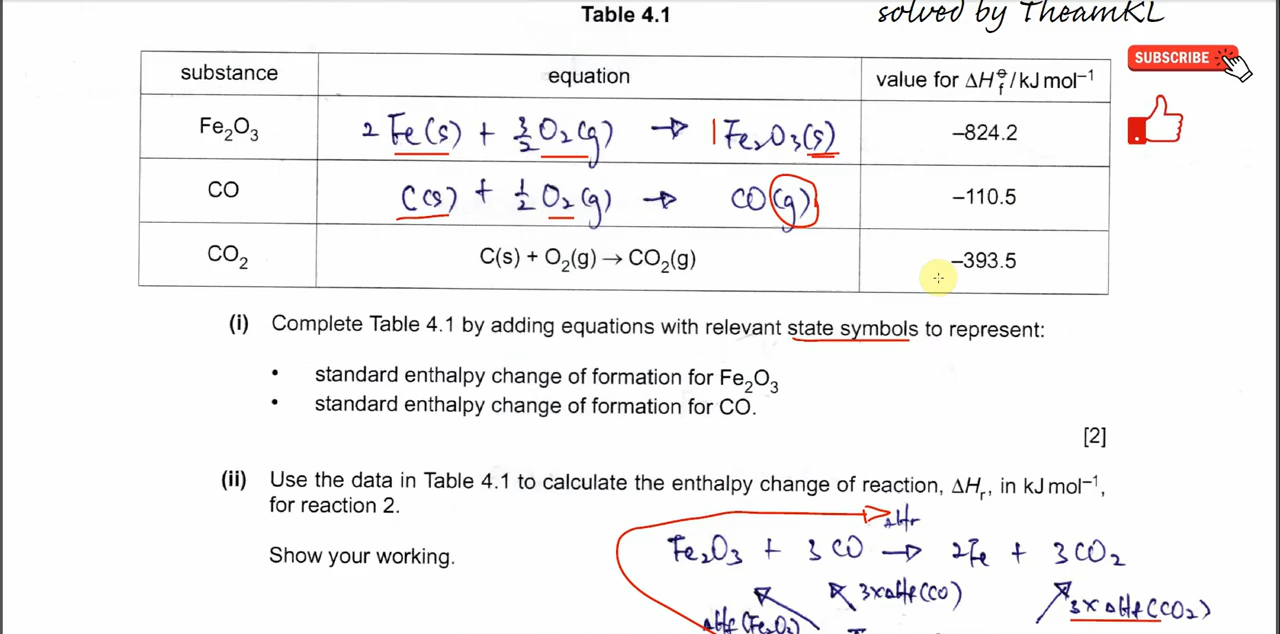 Table 4.1
solved by TheamKL
SUBSCRIBE
substance equation value for ΔH⦵f /kJ mol⁻¹
Fe₂O₃ 2Fe(s) + 3/2 O₂(g) → 1Fe₂O₃(s) –824.2
CO C(s) + 1/2 O₂(g) → CO(g) –110.5
CO₂ C(s) + O₂(g) → CO₂(g) –393.5
(i) Complete Table 4.1 by adding equations with relevant state symbols to represent:
• standard enthalpy change of formation for Fe₂O₃
• standard enthalpy change of formation for CO.
[2]
(ii) Use the data in Table 4.1 to calculate the enthalpy change of reaction, ΔHᵣ, in kJ mol⁻¹,
for reaction 2.
ΔHr
Show your working.
Fe₂O₃ + 3CO → 2Fe + 3CO₂
3×ΔHf(CO)
3×ΔHf(CO₂)
ΔHf(Fe₂O₃)